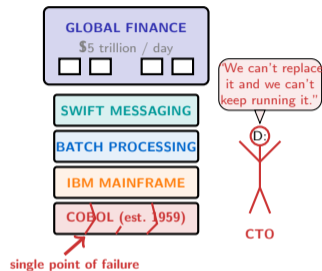 GLOBAL FINANCE
$5 trillion / day
"We can't replace
it and we can't
keep running it."
SWIFT MESSAGING
D:
BATCH PROCESSING
IBM MAINFRAME
COBOL (est. 1959)
CTO
single point of failure